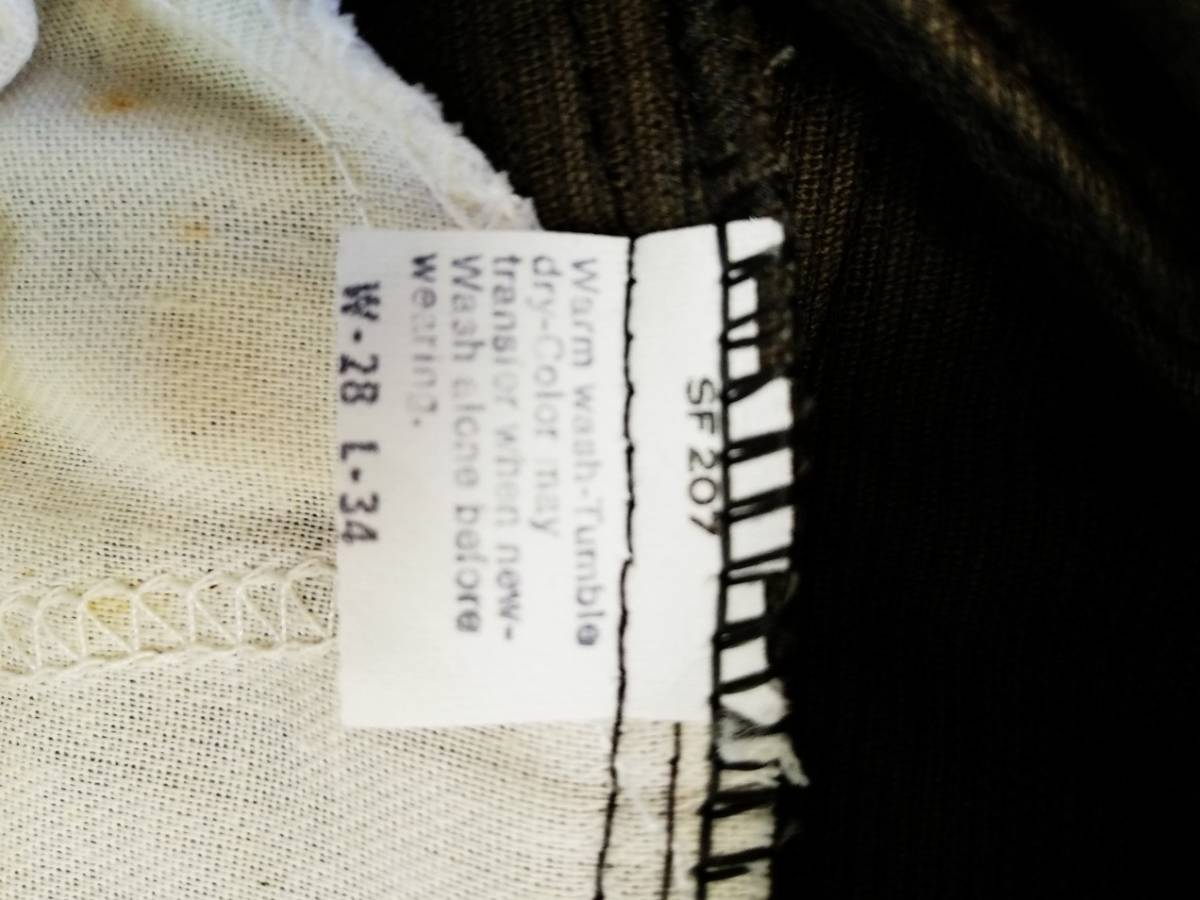 SF 207
Warm wash-Tumble
dry-Color may
transfer when new-
Wash alone before
wearing.
W-28 L-34